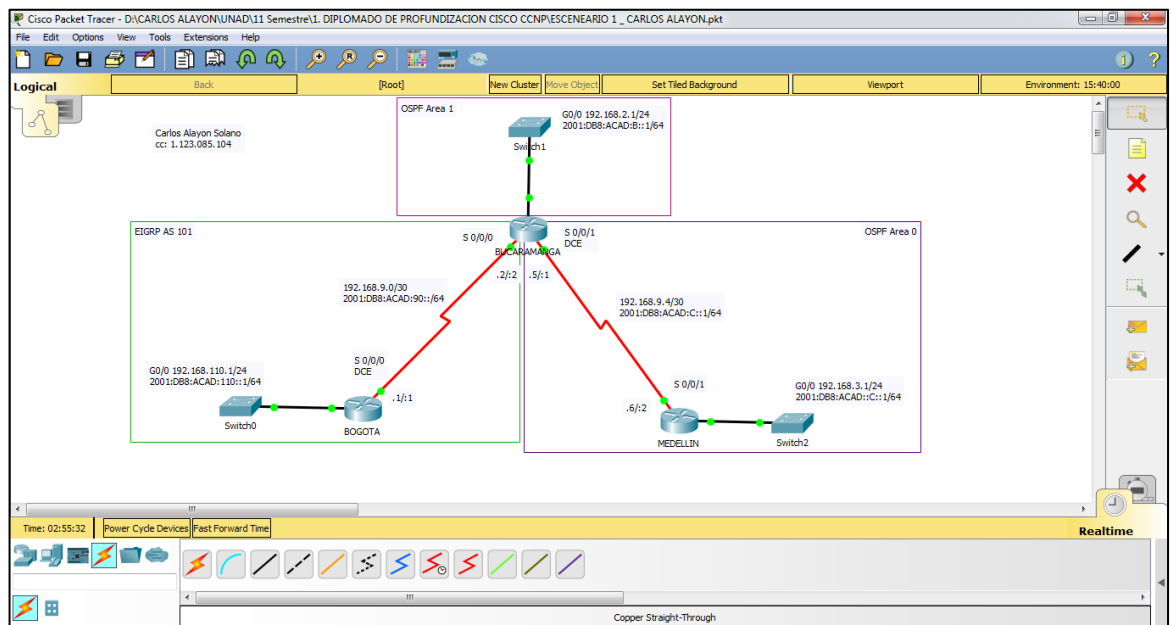 Cisco Packet Tracer - D:\CARLOS ALAYON\UNAD\11 Semestre\1. DIPLOMADO DE PROFUNDIZACION CISCO CCNP\ESCENEARIO 1 _ CARLOS ALAYON.pkt
File Edit Options View Tools Extensions Help
Logical Back [Root] New Cluster Move Object Set Tiled Background Viewport Environment: 15:40:00
OSPF Area 1
Carlos Alayon Solano
cc: 1.123.085.104
G0/0 192.168.2.1/24
2001:DB8:ACAD:B::1/64
Switch1
EIGRP AS 101
OSPF Area 0
S 0/0/0
S 0/0/1
DCE
BUCARAMANGA
.2/:2 .5/:1
192.168.9.0/30
2001:DB8:ACAD:90::/64
192.168.9.4/30
2001:DB8:ACAD:C::1/64
S 0/0/0
DCE
G0/0 192.168.110.1/24
2001:DB8:ACAD:110::1/64
.1/:1
Switch0
BOGOTA
S 0/0/1
G0/0 192.168.3.1/24
2001:DB8:ACAD::C::1/64
.6/:2
MEDELLIN
Switch2
Time: 02:55:32 Power Cycle Devices Fast Forward Time Realtime
Copper Straight-Through